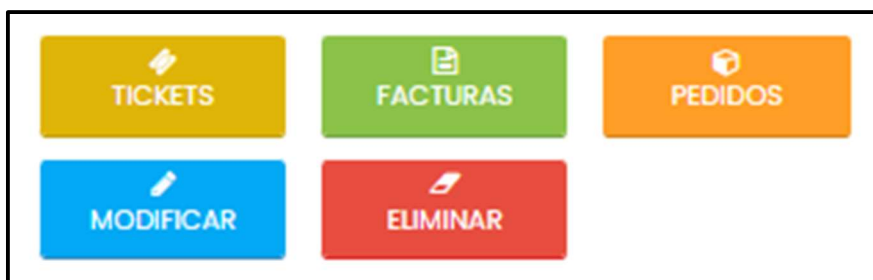 TICKETS
FACTURAS
PEDIDOS
MODIFICAR
ELIMINAR